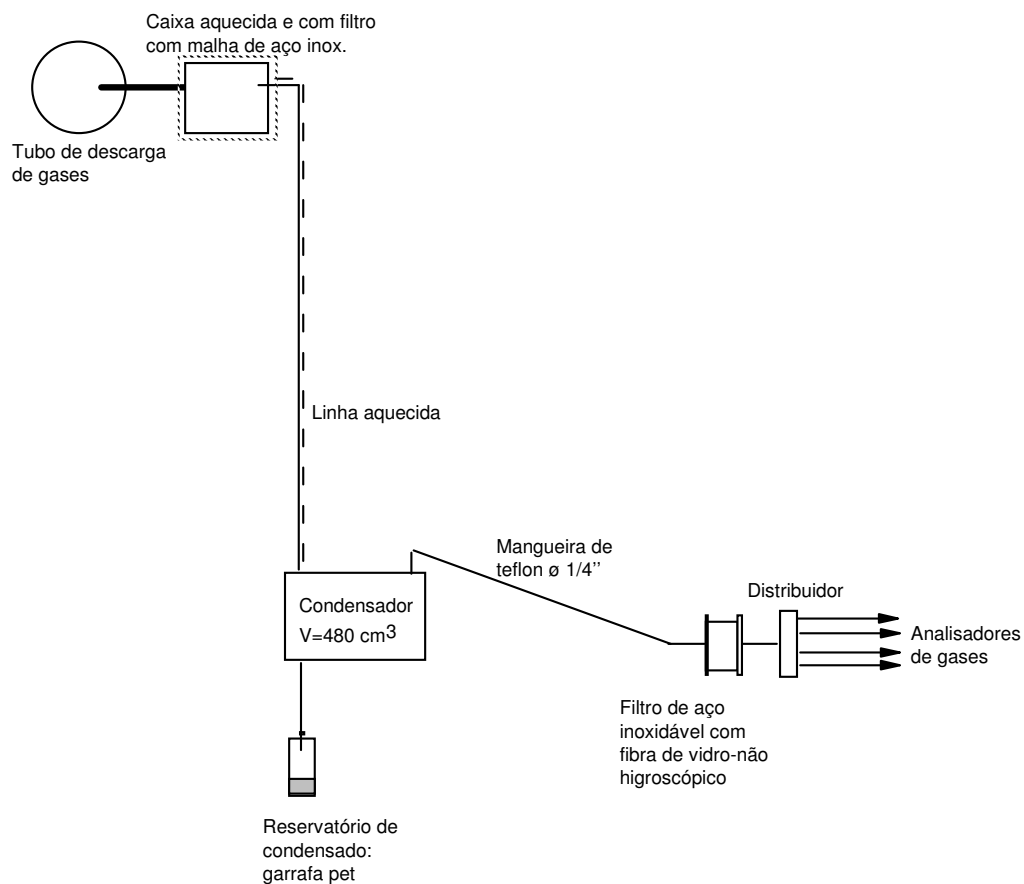 Caixa aquecida e com filtro
com malha de aço inox.
Tubo de descarga
de gases
Linha aquecida
Mangueira de
teflon ø 1/4’’
Distribuidor
Condensador
V=480 cm3
Analisadores
de gases
Filtro de aço
inoxidável com
fibra de vidro-não
higroscópico
Reservatório de
condensado:
garrafa pet